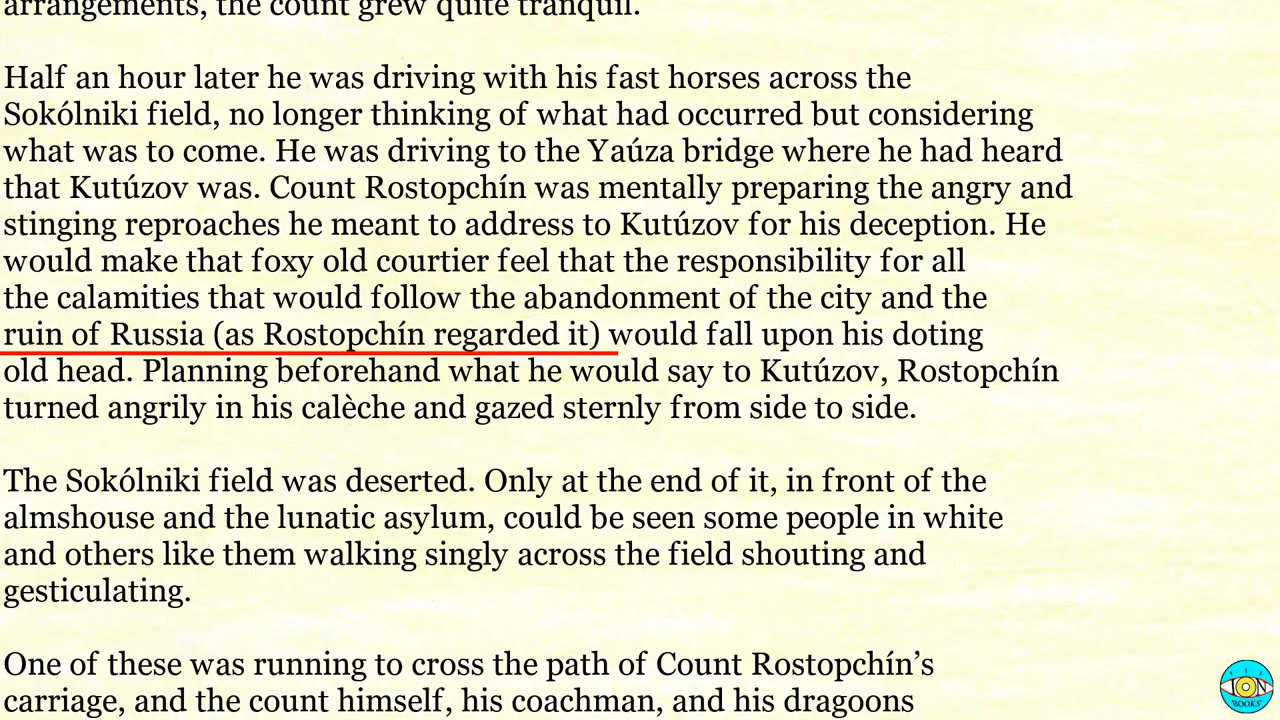 arrangements, the count grew quite tranquil.
Half an hour later he was driving with his fast horses across the
Sokólniki field, no longer thinking of what had occurred but considering
what was to come. He was driving to the Yaúza bridge where he had heard
that Kutúzov was. Count Rostopchín was mentally preparing the angry and
stinging reproaches he meant to address to Kutúzov for his deception. He
would make that foxy old courtier feel that the responsibility for all
the calamities that would follow the abandonment of the city and the
ruin of Russia (as Rostopchín regarded it) would fall upon his doting
old head. Planning beforehand what he would say to Kutúzov, Rostopchín
turned angrily in his calèche and gazed sternly from side to side.
The Sokólniki field was deserted. Only at the end of it, in front of the
almshouse and the lunatic asylum, could be seen some people in white
and others like them walking singly across the field shouting and
gesticulating.
One of these was running to cross the path of Count Rostopchín’s
carriage, and the count himself, his coachman, and his dragoons
ION
BOOKS